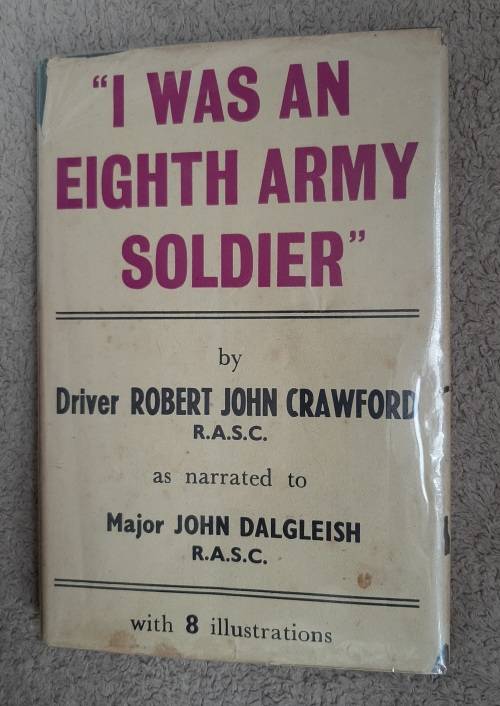 “I WAS AN
EIGHTH ARMY
SOLDIER”
by
Driver ROBERT JOHN CRAWFORD
R.A.S.C.
as narrated to
Major JOHN DALGLEISH
R.A.S.C.
with 8 illustrations